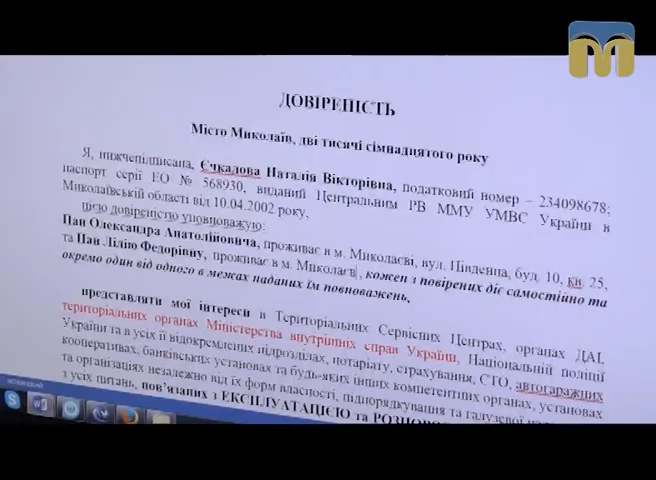 ДОВІРЕНІСТЬ
Місто Миколаїв, дві тисячі сімнадцятого року
Я, нижчепідписана, Єчкалова Наталія Вікторівна, податковий номер – 234098678;
паспорт серії ЕО № 568930, виданий Центральним РВ ММУ УМВС України в
Миколаївській області від 10.04.2002 року,
цією довіреністю уповноважую:
Пан Олександра Анатолійовича, проживає в м. Миколаєві, вул. Південна, буд. 10, кв. 25,
та Пан Лілію Федорівну, проживає в м. Миколаєв, кожен з повірених діє самостійно та
окремо один від одного в межах наданих їм повноважень,
представляти мої інтереси в Територіальних Сервісних Центрах, органах ДАІ,
територіальних органах Міністерства внутрішніх справ України, Національній поліції
України та в усіх її відокремлених підрозділах, нотаріату, страхування, СТО, автогаражних
кооперативах, банківських установах та будь-яких інших компетентних органах, установах
та організаціях незалежно від їх форм власності, підпорядкування та галузевої
з усіх питань, пов'язаних з ЕКСПЛУАТАЦІЄЮ та